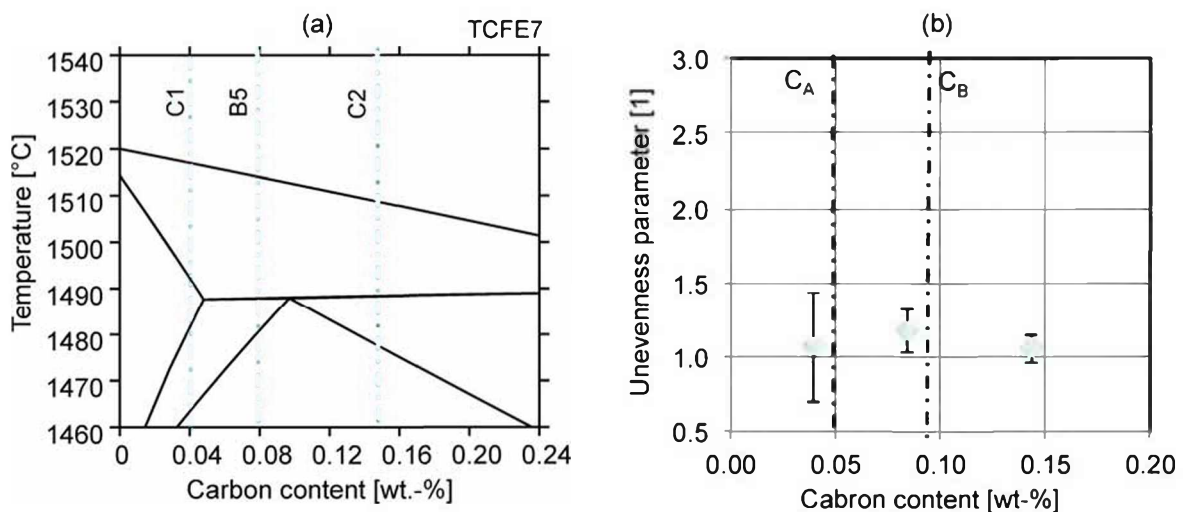 (a)
TCFE7
1540
1530
1520
1510
1500
1490
1480
1470
1460
C1
B5
C2
Temperature [°C]
0
0.04
0.08
0.12
0.16
0.20
0.24
Carbon content [wt.-%]
(b)
3.0
2.5
2.0
1.5
1.0
0.5
C_A
C_B
Unevenness parameter [1]
0.00
0.05
0.10
0.15
0.20
Cabron content [wt-%]